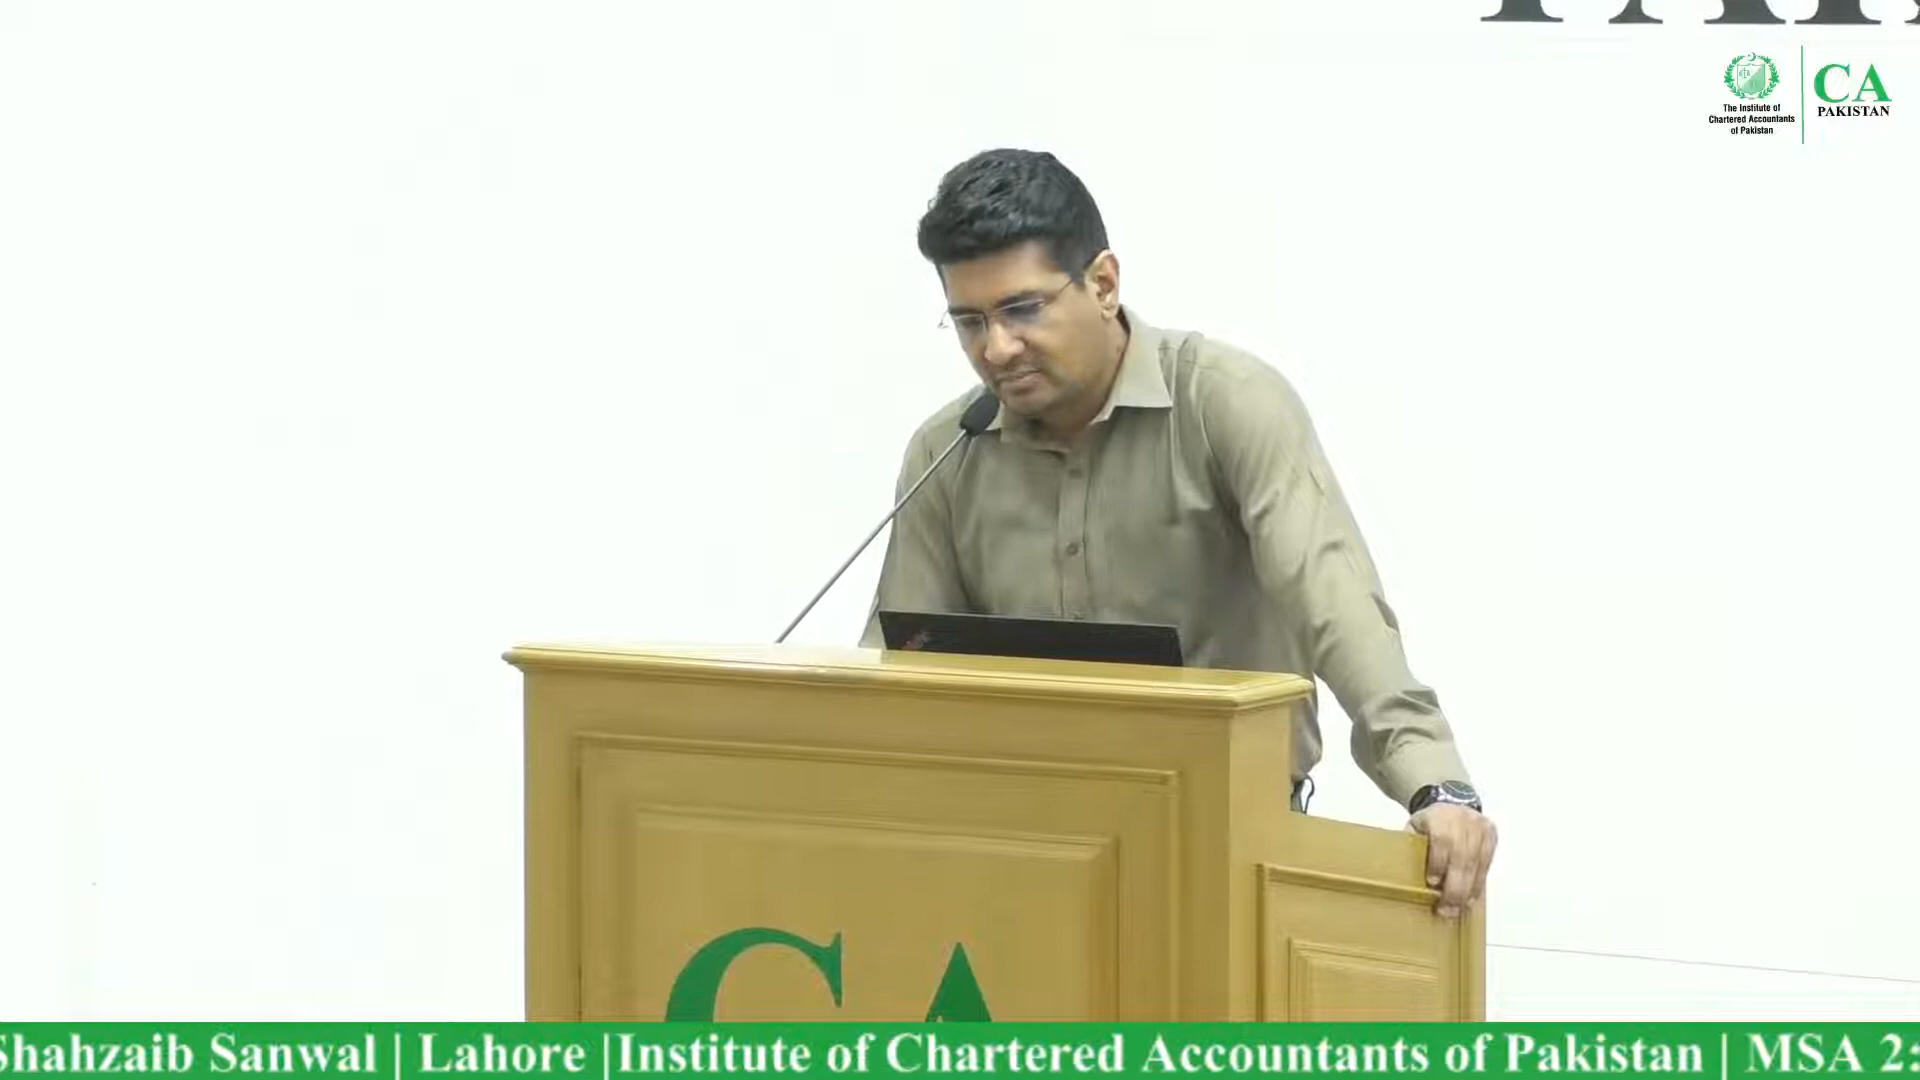 The Institute of
Chartered Accountants
of Pakistan
CA
PAKISTAN
CA
Shahzaib Sanwal | Lahore |Institute of Chartered Accountants of Pakistan | MSA 2: